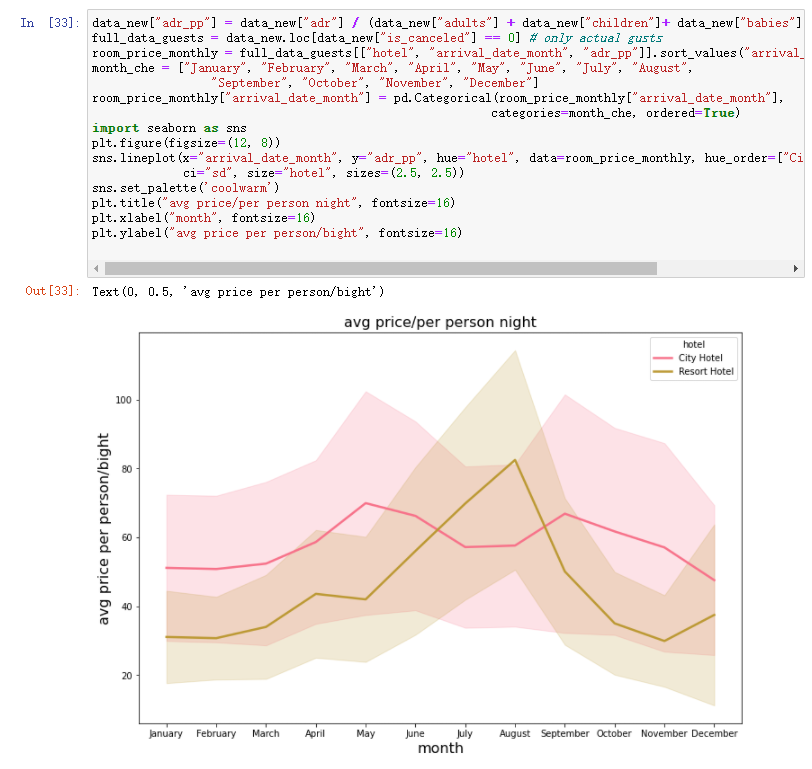 In [33]:
data_new["adr_pp"] = data_new["adr"] / (data_new["adults"] + data_new["children"]+ data_new["babies"]
full_data_guests = data_new.loc[data_new["is_canceled"] == 0] # only actual gusts
room_price_monthly = full_data_guests[["hotel", "arrival_date_month", "adr_pp"]].sort_values("arrival_
month_che = ["January", "February", "March", "April", "May", "June", "July", "August",
"September", "October", "November", "December"]
room_price_monthly["arrival_date_month"] = pd.Categorical(room_price_monthly["arrival_date_month"],
categories=month_che, ordered=True)
import seaborn as sns
plt.figure(figsize=(12, 8))
sns.lineplot(x="arrival_date_month", y="adr_pp", hue="hotel", data=room_price_monthly, hue_order=["Ci
ci="sd", size="hotel", sizes=(2.5, 2.5))
sns.set_palette('coolwarm')
plt.title("avg price/per person night", fontsize=16)
plt.xlabel("month", fontsize=16)
plt.ylabel("avg price per person/bight", fontsize=16)
Out[33]: Text(0, 0.5, 'avg price per person/bight')
avg price/per person night
hotel
City Hotel
Resort Hotel
avg price per person/bight
100
80
60
40
20
January February March April May June July August September October November December
month